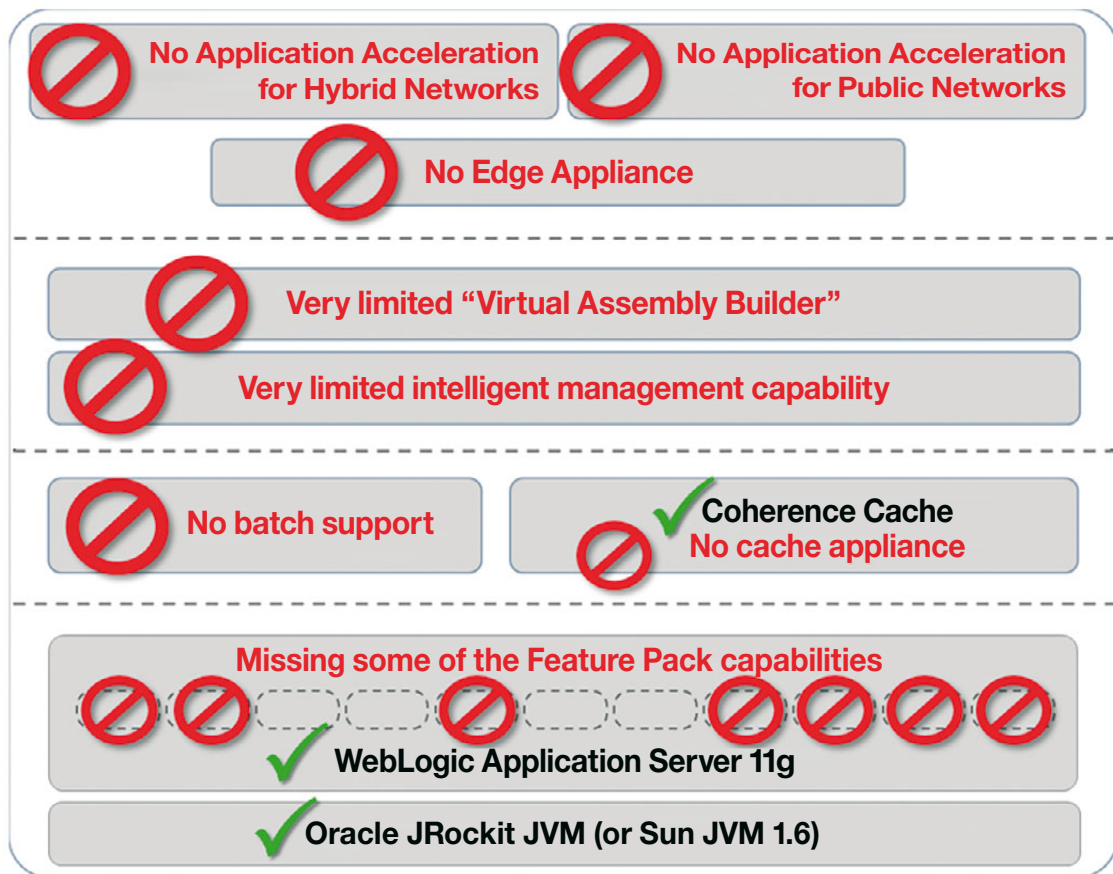 No Application Acceleration
for Hybrid Networks
No Application Acceleration
for Public Networks
No Edge Appliance
Very limited “Virtual Assembly Builder”
Very limited intelligent management capability
No batch support
Coherence Cache
No cache appliance
Missing some of the Feature Pack capabilities
WebLogic Application Server 11g
Oracle JRockit JVM (or Sun JVM 1.6)